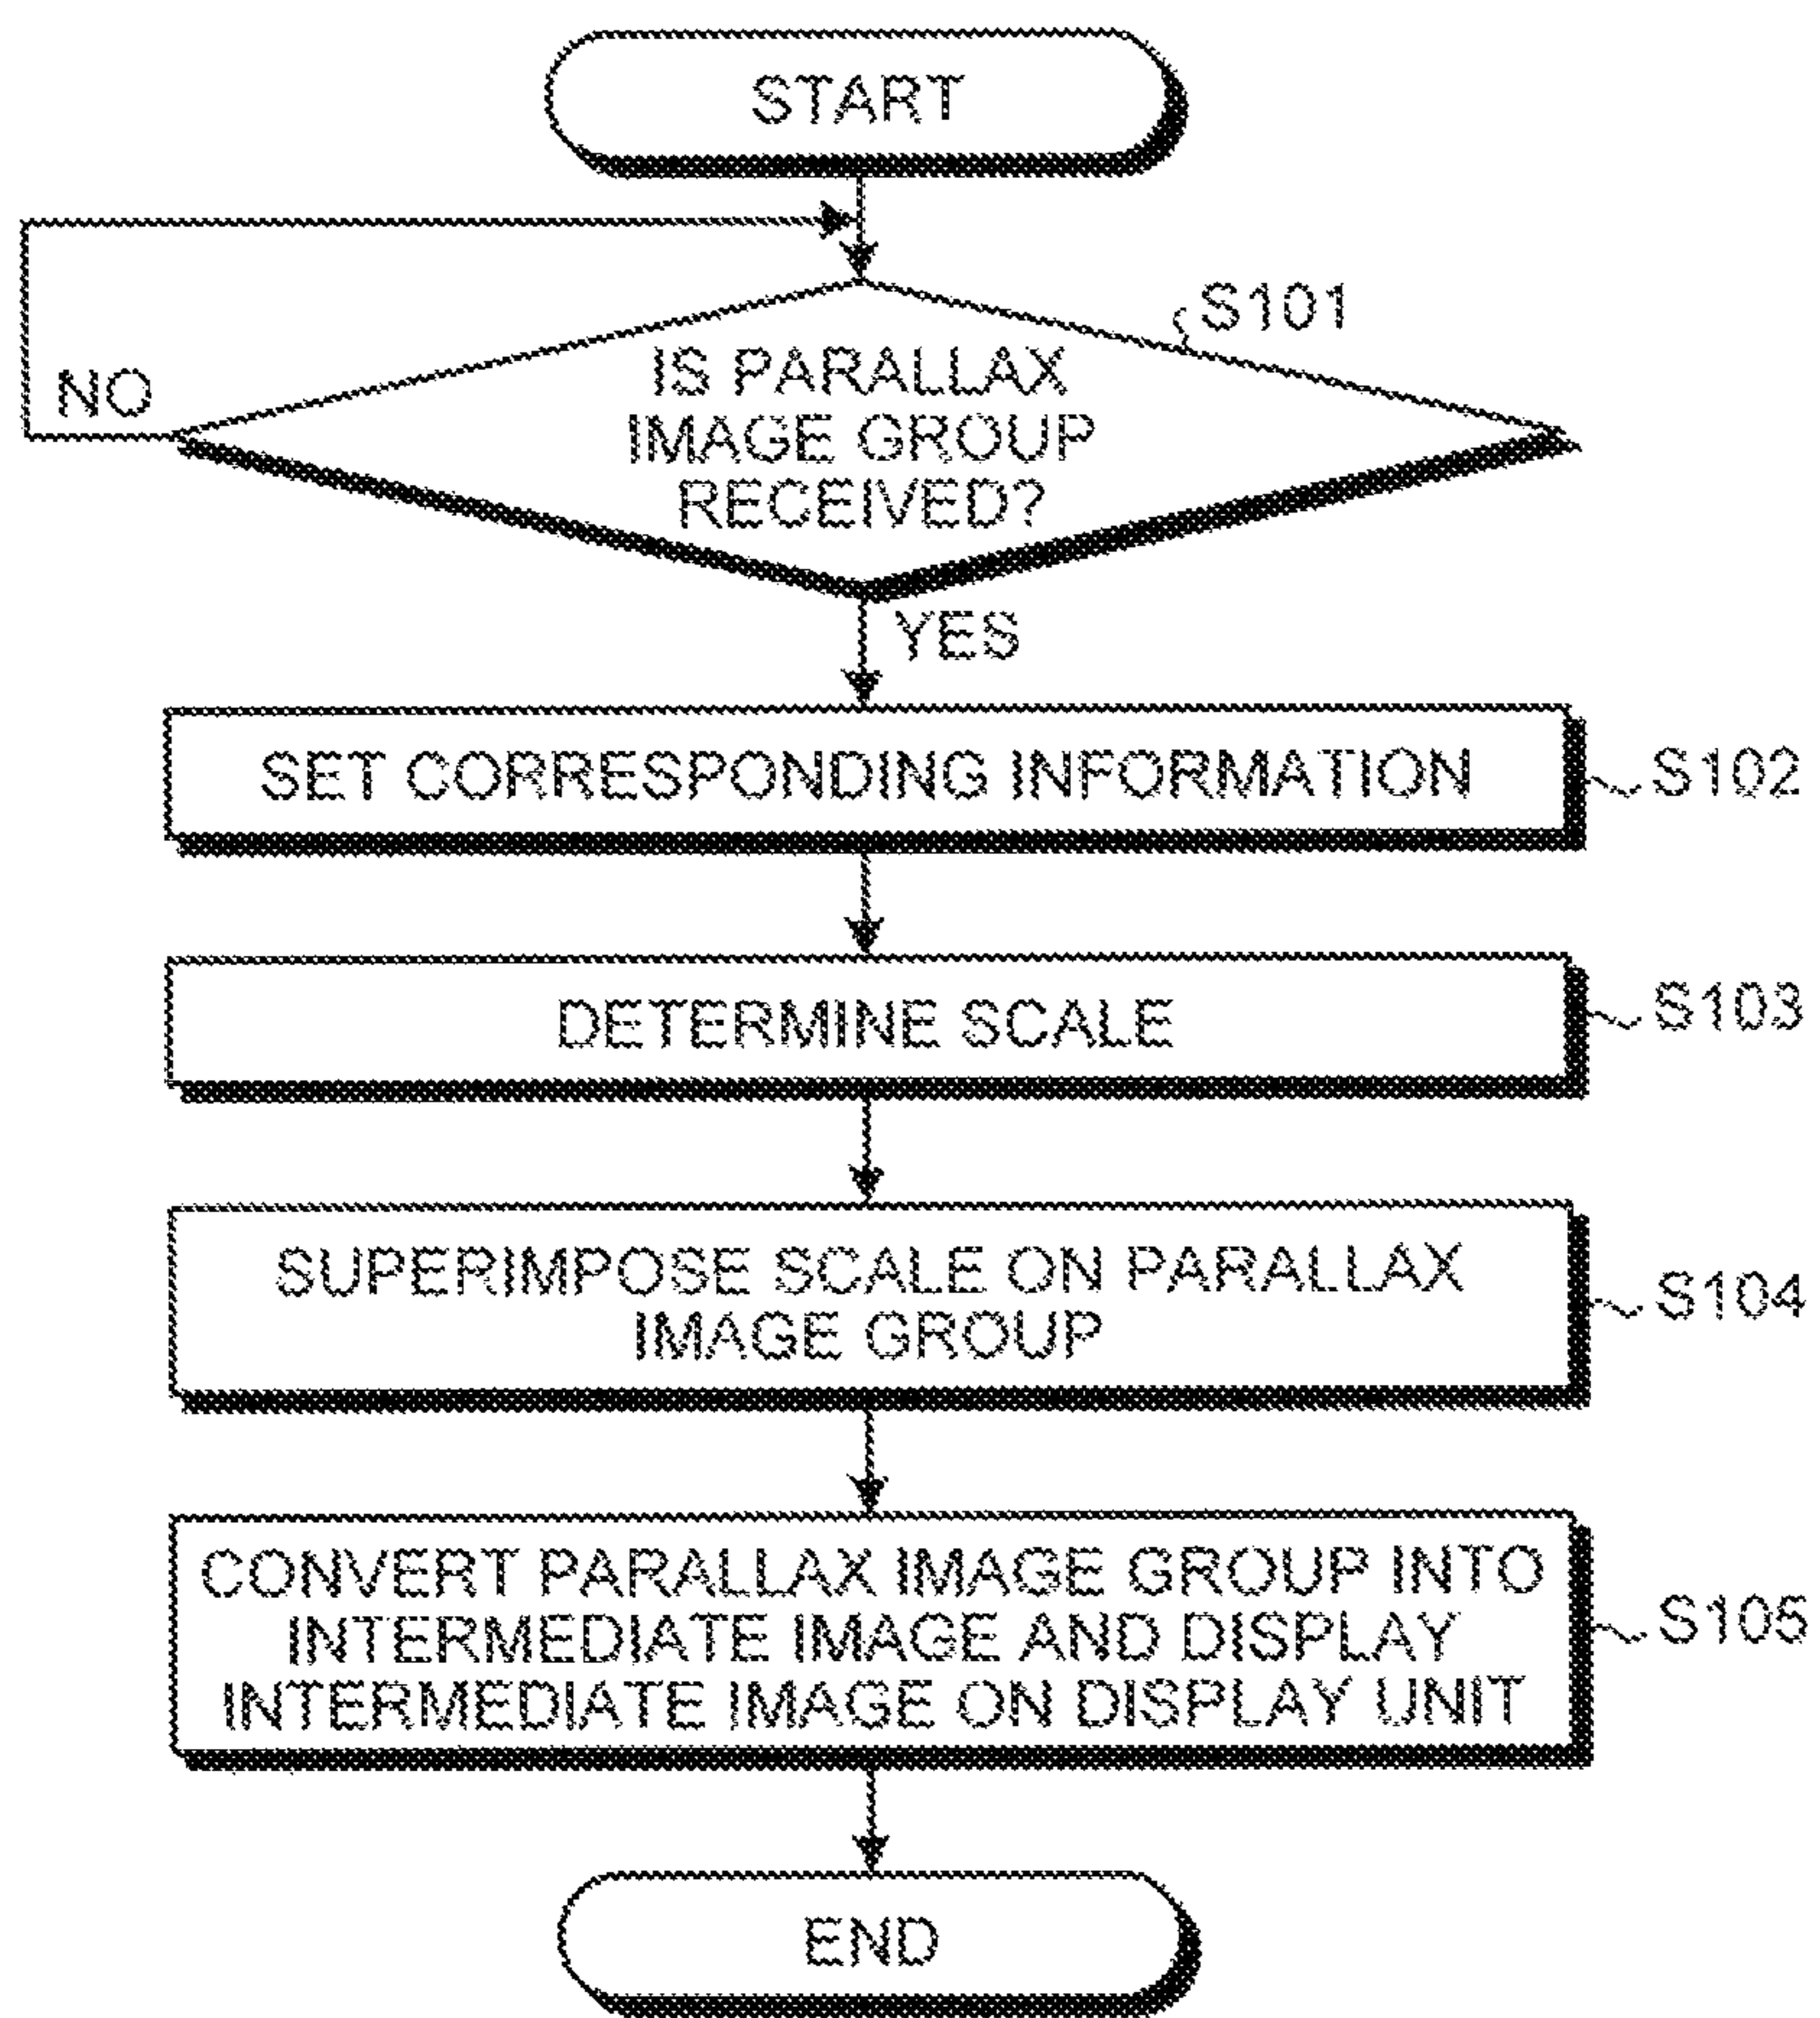 START
S101
IS PARALLAX
IMAGE GROUP
RECEIVED?
NO
YES
SET CORRESPONDING INFORMATION
S102
DETERMINE SCALE
S103
SUPERIMPOSE SCALE ON PARALLAX
IMAGE GROUP
S104
CONVERT PARALLAX IMAGE GROUP INTO
INTERMEDIATE IMAGE AND DISPLAY
INTERMEDIATE IMAGE ON DISPLAY UNIT
S105
END